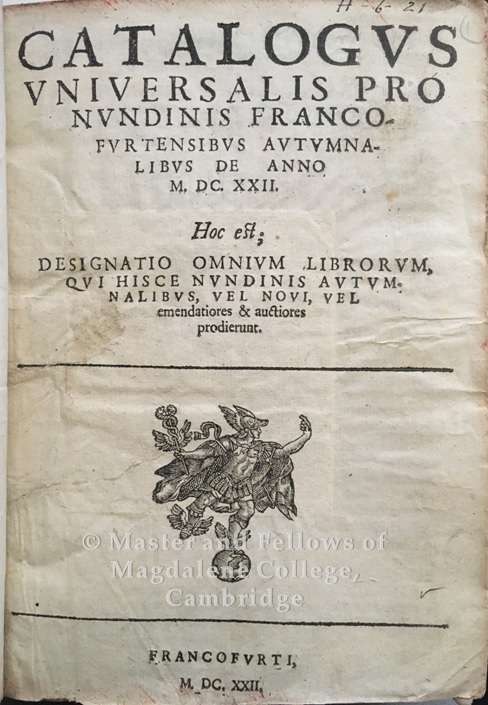 H-6-21
CATALOGVS
VNIVERSALIS PRO
NVNDINIS FRANCO-
FVRTENSIBVS AVTVMNA-
LIBVS DE ANNO
M. DC. XXII.
Hoc est;
DESIGNATIO OMNIVM LIBRORVM,
QVI HISCE NVNDINIS AVTVM-
NALIBVS, VEL NOVI, VEL
emendatiores & auctiores
prodierunt.
© Master and Fellows of
Magdalene College,
Cambridge
FRANCOFVRTI,
M. DC. XXII.